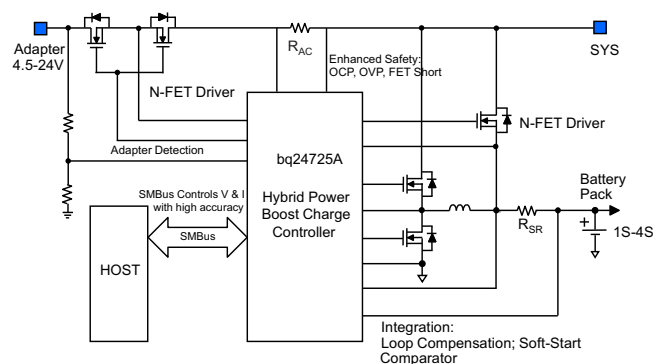 Adapter
4.5-24V
N-FET Driver
R_AC
Enhanced Safety:
OCP, OVP, FET Short
SYS
N-FET Driver
Adapter Detection
bq24725A
Hybrid Power
Boost Charge
Controller
SMBus Controls V & I
with high accuracy
SMBus
HOST
Battery
Pack
R_SR
+
1S-4S
Integration:
Loop Compensation; Soft-Start
Comparator